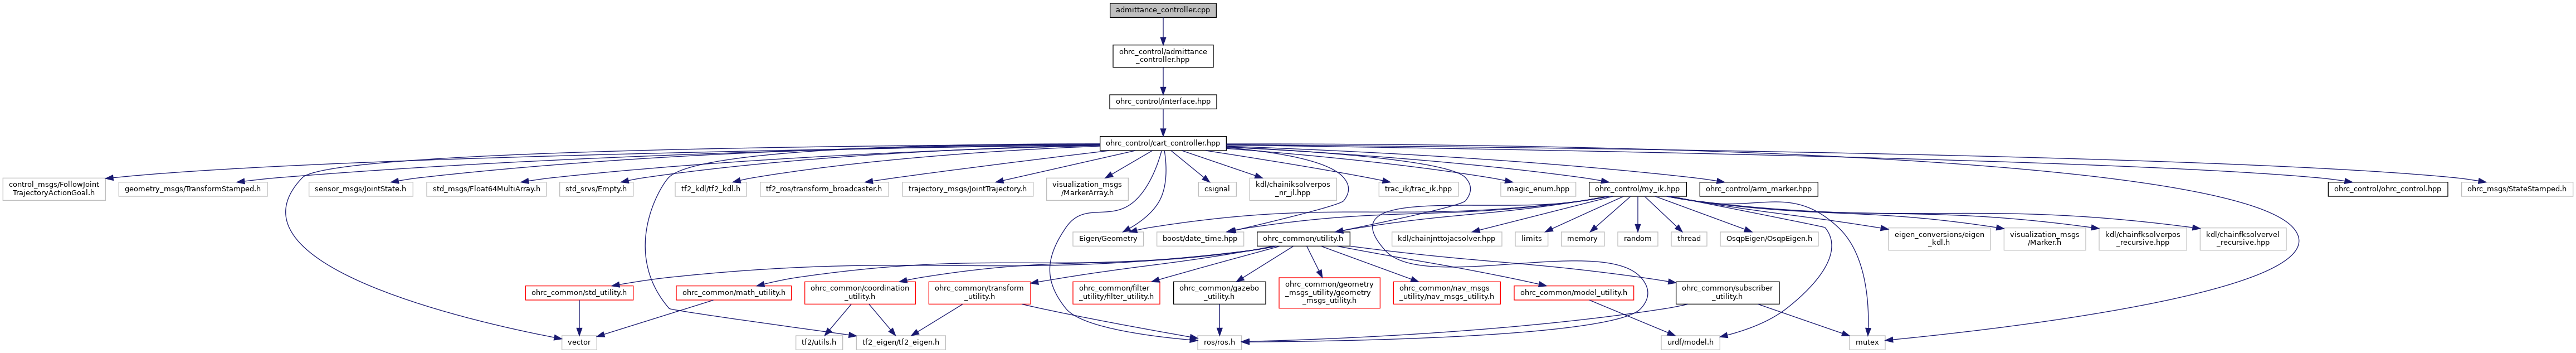 admittance_controller.cpp
ohrc_control/admittance
_controller.hpp
ohrc_control/interface.hpp
ohrc_control/cart_controller.hpp
control_msgs/FollowJoint
TrajectoryActionGoal.h
geometry_msgs/TransformStamped.h
sensor_msgs/JointState.h
std_msgs/Float64MultiArray.h
std_srvs/Empty.h
tf2_kdl/tf2_kdl.h
tf2_ros/transform_broadcaster.h
trajectory_msgs/JointTrajectory.h
visualization_msgs
/MarkerArray.h
csignal
kdl/chainiksolverpos
_nr_jl.hpp
trac_ik/trac_ik.hpp
magic_enum.hpp
ohrc_control/my_ik.hpp
ohrc_control/arm_marker.hpp
ohrc_control/ohrc_control.hpp
ohrc_msgs/StateStamped.h
Eigen/Geometry
boost/date_time.hpp
ohrc_common/utility.h
kdl/chainjnttojacsolver.hpp
limits
memory
random
thread
OsqpEigen/OsqpEigen.h
eigen_conversions/eigen
_kdl.h
visualization_msgs
/Marker.h
kdl/chainfksolverpos
_recursive.hpp
kdl/chainfksolvervel
_recursive.hpp
ohrc_common/std_utility.h
ohrc_common/math_utility.h
ohrc_common/coordination
_utility.h
ohrc_common/transform
_utility.h
ohrc_common/filter
_utility/filter_utility.h
ohrc_common/gazebo
_utility.h
ohrc_common/geometry
_msgs_utility/geometry
_msgs_utility.h
ohrc_common/nav_msgs
_utility/nav_msgs_utility.h
ohrc_common/model_utility.h
ohrc_common/subscriber
_utility.h
vector
tf2/utils.h
tf2_eigen/tf2_eigen.h
ros/ros.h
urdf/model.h
mutex